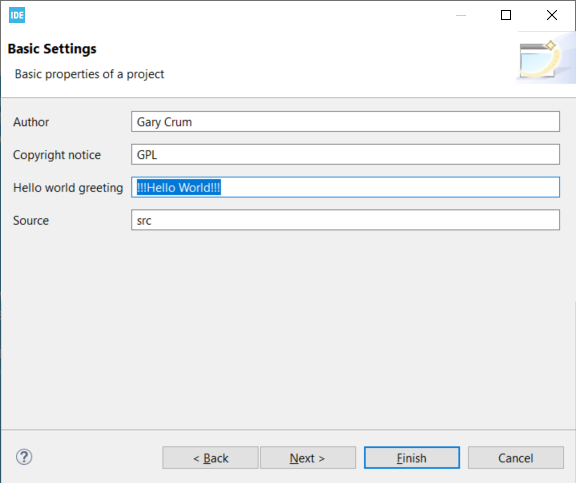 IDE
Basic Settings
Basic properties of a project
Author Gary Crum
Copyright notice GPL
Hello world greeting !!!Hello World!!!
Source src
? < Back Next > Finish Cancel